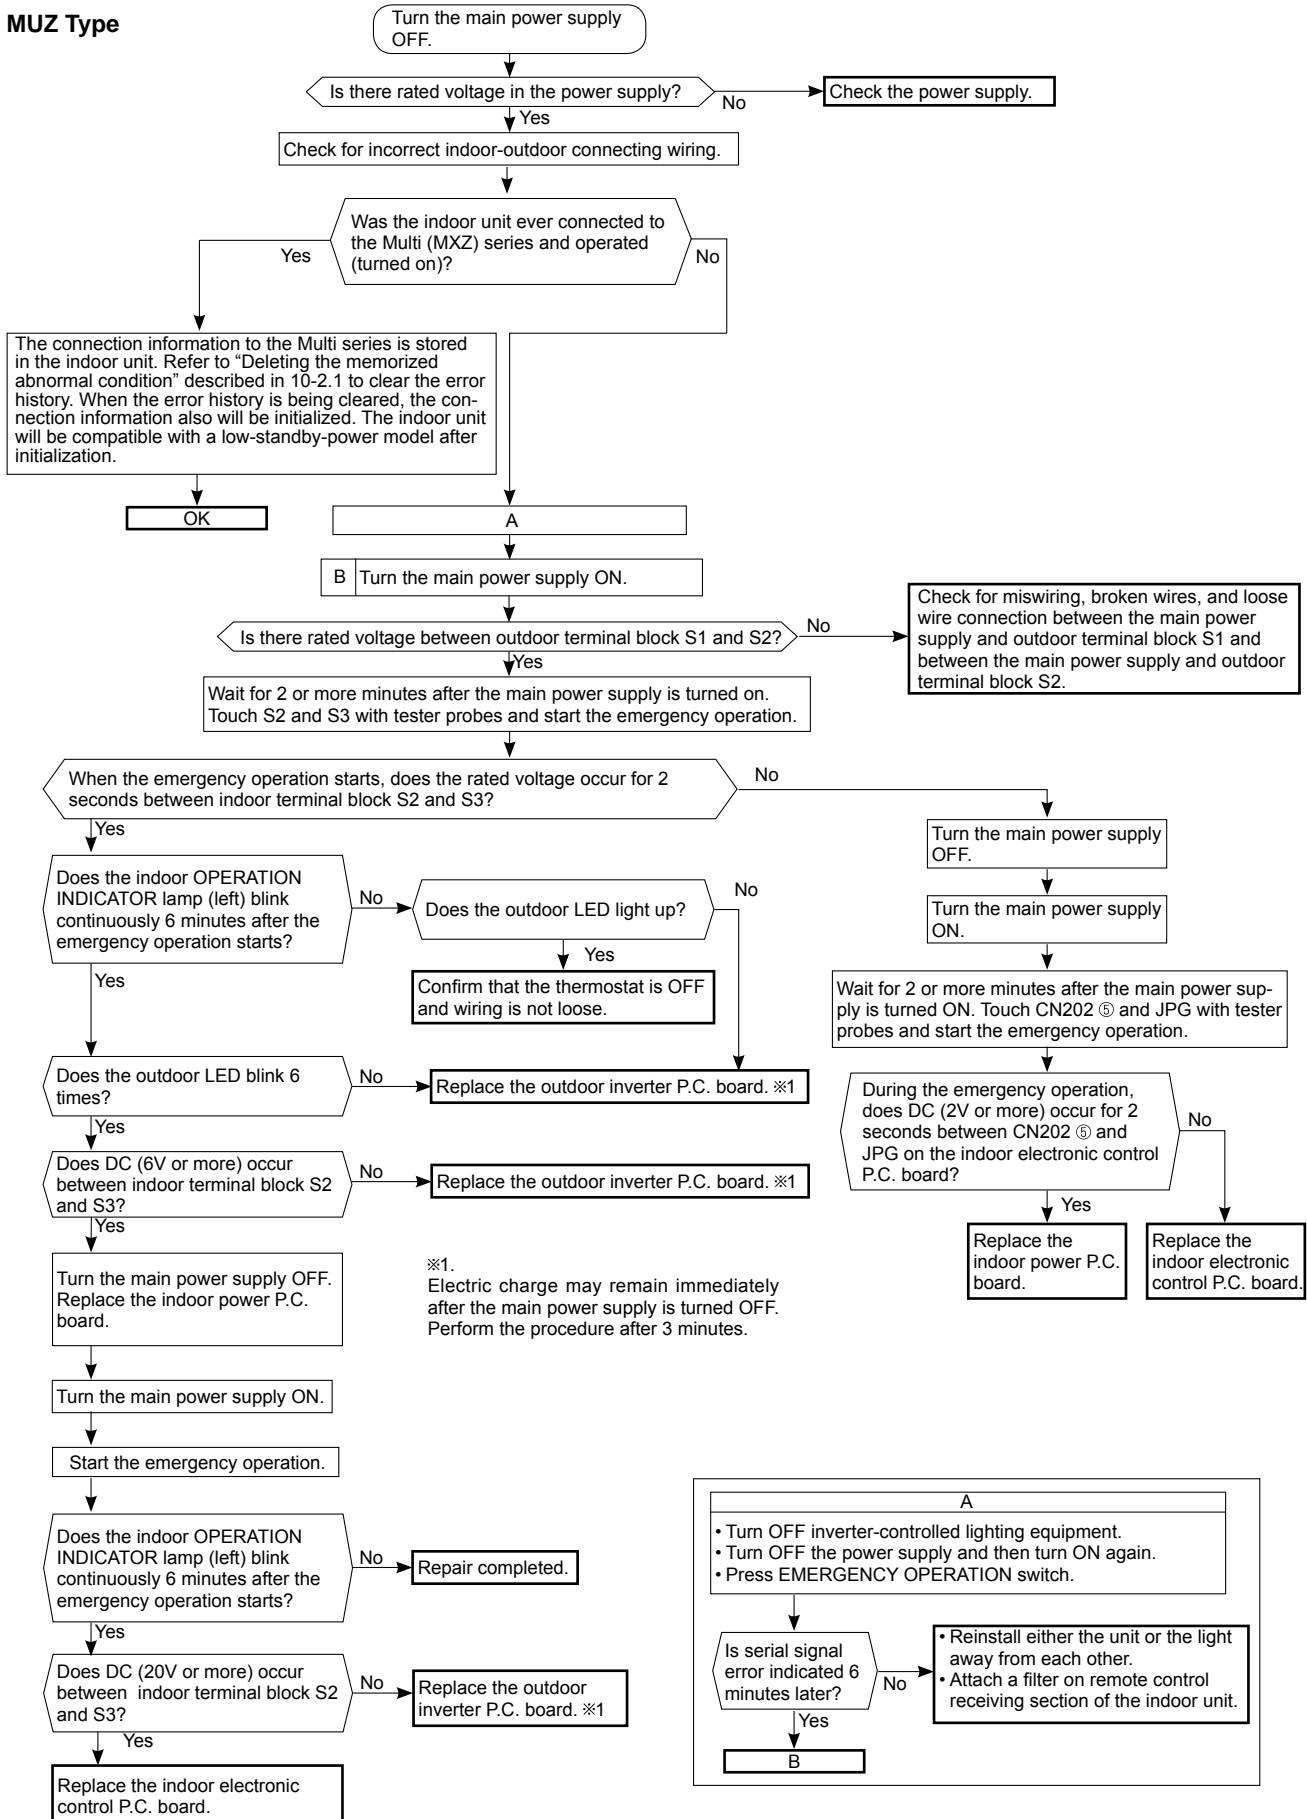 MUZ Type
Turn the main power supply
OFF.
Is there rated voltage in the power supply?
No
Check the power supply.
Yes
Check for incorrect indoor-outdoor connecting wiring.
Was the indoor unit ever connected to
the Multi (MXZ) series and operated
(turned on)?
Yes
No
The connection information to the Multi series is stored
in the indoor unit. Refer to “Deleting the memorized
abnormal condition” described in 10-2.1 to clear the error
history. When the error history is being cleared, the con-
nection information also will be initialized. The indoor unit
will be compatible with a low-standby-power model after
initialization.
OK
A
B
Turn the main power supply ON.
Is there rated voltage between outdoor terminal block S1 and S2?
No
Check for miswiring, broken wires, and loose
wire connection between the main power
supply and outdoor terminal block S1 and
between the main power supply and outdoor
terminal block S2.
Yes
Wait for 2 or more minutes after the main power supply is turned on.
Touch S2 and S3 with tester probes and start the emergency operation.
When the emergency operation starts, does the rated voltage occur for 2
seconds between indoor terminal block S2 and S3?
No
Yes
Turn the main power supply
OFF.
Turn the main power supply
ON.
Wait for 2 or more minutes after the main power sup-
ply is turned ON. Touch CN202 ⑤ and JPG with tester
probes and start the emergency operation.
During the emergency operation,
does DC (2V or more) occur for 2
seconds between CN202 ⑤ and
JPG on the indoor electronic control
P.C. board?
No
Yes
Replace the
indoor power P.C.
board.
Replace the
indoor electronic
control P.C. board.
Does the indoor OPERATION
INDICATOR lamp (left) blink
continuously 6 minutes after the
emergency operation starts?
No
Does the outdoor LED light up?
No
Yes
Confirm that the thermostat is OFF
and wiring is not loose.
Yes
Does the outdoor LED blink 6
times?
No
Replace the outdoor inverter P.C. board. ※1
Yes
Does DC (6V or more) occur
between indoor terminal block S2
and S3?
No
Replace the outdoor inverter P.C. board. ※1
Yes
Turn the main power supply OFF.
Replace the indoor power P.C.
board.
※1.
Electric charge may remain immediately
after the main power supply is turned OFF.
Perform the procedure after 3 minutes.
Turn the main power supply ON.
Start the emergency operation.
Does the indoor OPERATION
INDICATOR lamp (left) blink
continuously 6 minutes after the
emergency operation starts?
No
Repair completed.
Yes
Does DC (20V or more) occur
between indoor terminal block S2
and S3?
No
Replace the outdoor
inverter P.C. board. ※1
Yes
Replace the indoor electronic
control P.C. board.
A
• Turn OFF inverter-controlled lighting equipment.
• Turn OFF the power supply and then turn ON again.
• Press EMERGENCY OPERATION switch.
Is serial signal
error indicated 6
minutes later?
No
• Reinstall either the unit or the light
away from each other.
• Attach a filter on remote control
receiving section of the indoor unit.
Yes
B